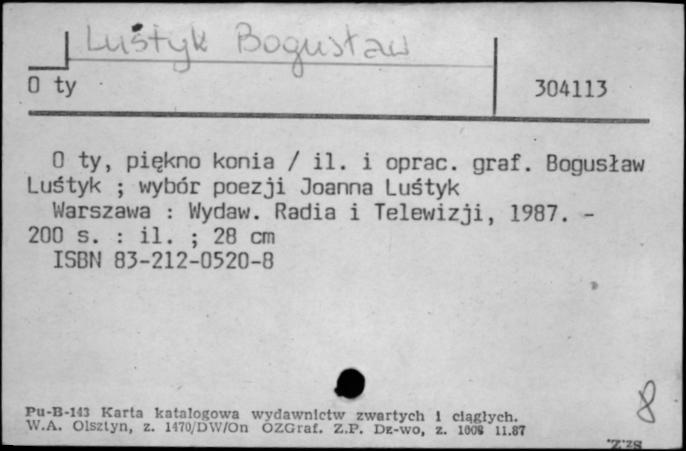 Luśtyk Bogusław
O ty
304113
O ty, piękno konia / il. i oprac. graf. Bogusław
Luśtyk ; wybór poezji Joanna Luśtyk
Warszawa : Wydaw. Radia i Telewizji, 1987. -
200 s. : il. ; 28 cm
ISBN 83-212-0520-8
8
Pu-B-143 Karta katalogowa wydawnictw zwartych i ciągłych.
W.A. Olsztyn, z. 1470/DW/On OZGraf. Z.P. Dz-wo, z. 1008 11.87